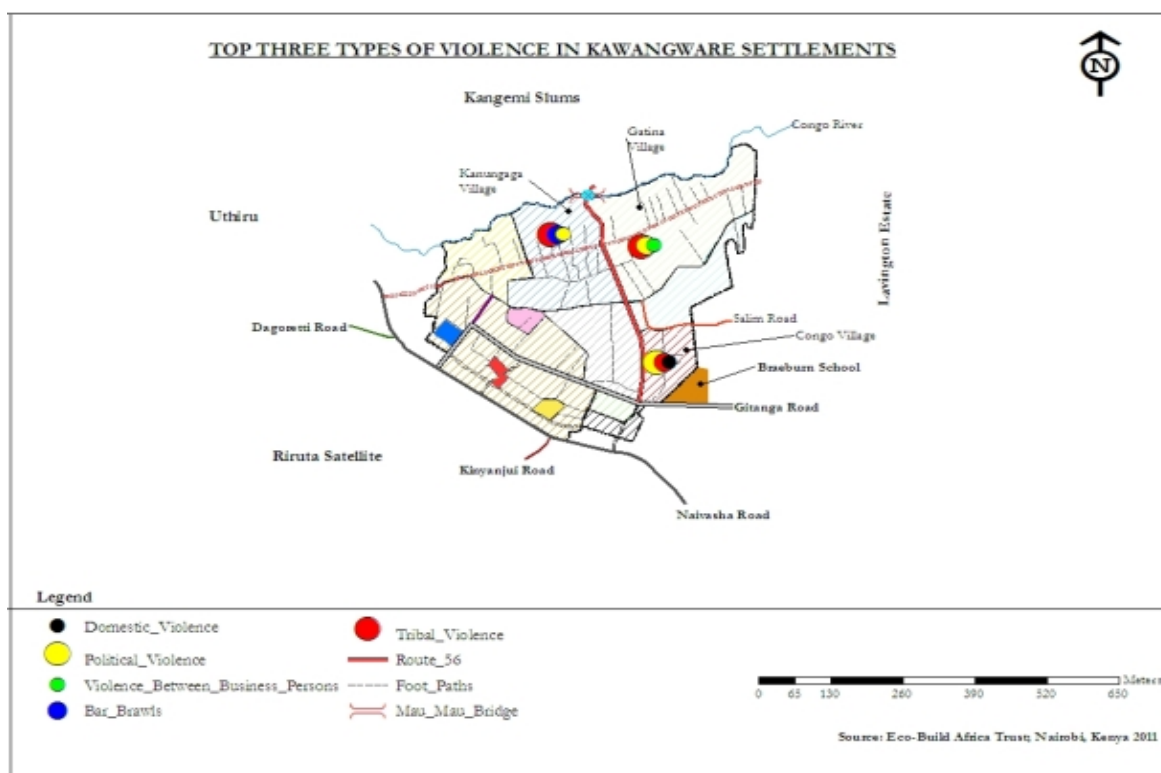 TOP THREE TYPES OF VIOLENCE IN KAWANGWARE SETTLEMENTS
N
Kangemi Slums
Congo River
Gatina
Village
Kanungaga
Village
Uthiru
Lavington Estate
Dagoretti Road
Salim Road
Congo Village
Braeburn School
Gitanga Road
Riruta Satellite
Kinyanjui Road
Naivasha Road
Legend
Domestic_Violence
Political_Violence
Violence_Between_Business_Persons
Bar_Brawls
Tribal_Violence
Route_56
Foot_Paths
Mau_Mau_Bridge
Meters
0 65 130 260 390 520 650
Source: Eco-Build Africa Trust; Nairobi, Kenya 2011